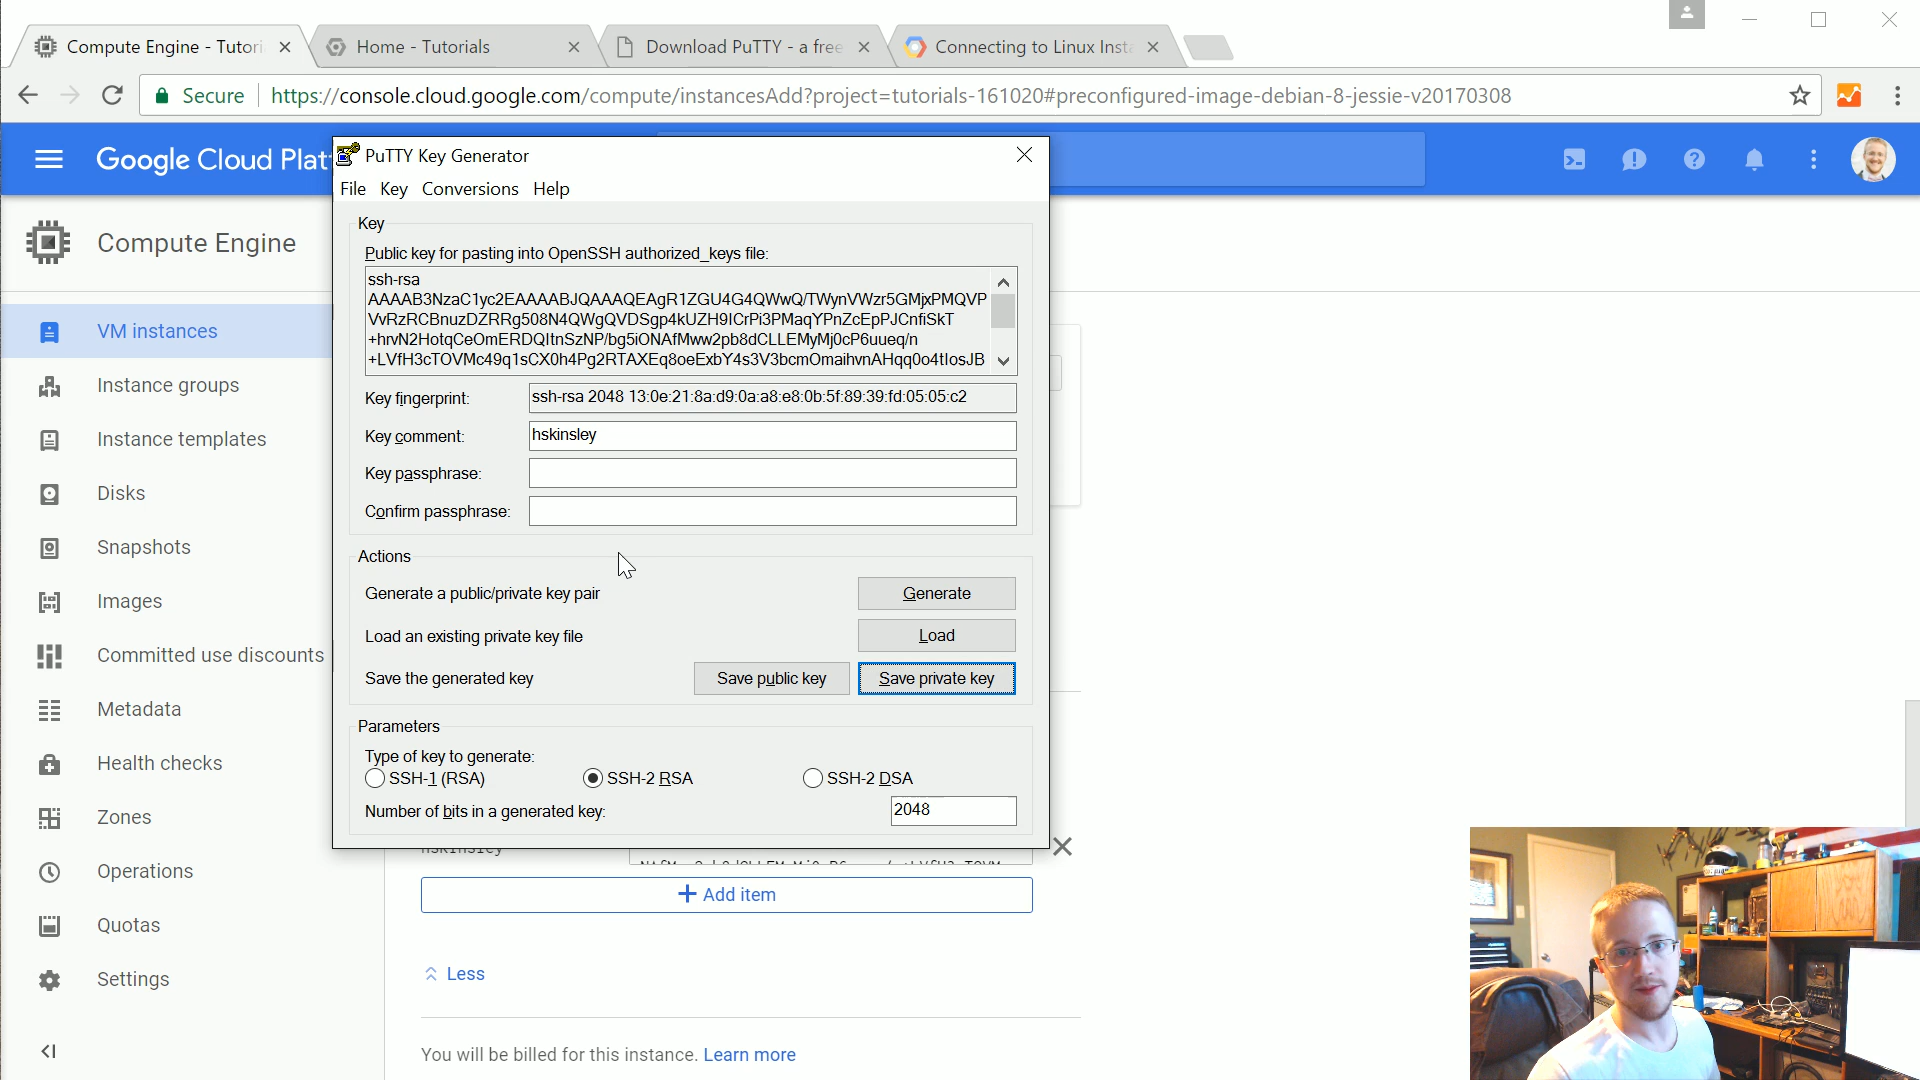 Compute Engine - Tutori
Home - Tutorials
Download PuTTY - a free
Connecting to Linux Inst
Secure
https://console.cloud.google.com/compute/instancesAdd?project=tutorials-161020#preconfigured-image-debian-8-jessie-v20170308
Google Cloud Plat
PuTTY Key Generator
File Key Conversions Help
Compute Engine
VM instances
Instance groups
Instance templates
Disks
Snapshots
Images
Committed use discounts
Metadata
Health checks
Zones
Operations
Quotas
Settings
Key
Public key for pasting into OpenSSH authorized_keys file:
ssh-rsa
AAAAB3NzaC1yc2EAAAABJQAAAQEAgR1ZGU4G4QWwQ/TWynVWzr5GMjxPMQVP
VvRzRCBnuzDZRRg508N4QWgQVDSgp4kUZH9ICrPi3PMaqYPnZcEpPJCnfiSkT
+hrvN2HotqCeOmERDQItnSzNP/bg5iONAfMww2pb8dCLLEMyMj0cP6uueq/n
+LVfH3cTOVMc49q1sCX0h4Pg2RTAXEq8oeExbY4s3V3bcmOmaihvnAHqq0o4tlosJB
Key fingerprint:
ssh-rsa 2048 13:0e:21:8a:d9:0a:a8:e8:0b:5f:89:39:fd:05:05:c2
Key comment:
hskinsley
Key passphrase:
Confirm passphrase:
Actions
Generate a public/private key pair
Generate
Load an existing private key file
Load
Save the generated key
Save public key
Save private key
Parameters
Type of key to generate:
SSH-1 (RSA)
SSH-2 RSA
SSH-2 DSA
Number of bits in a generated key:
2048
hskinsley
Add item
Less
You will be billed for this instance. Learn more